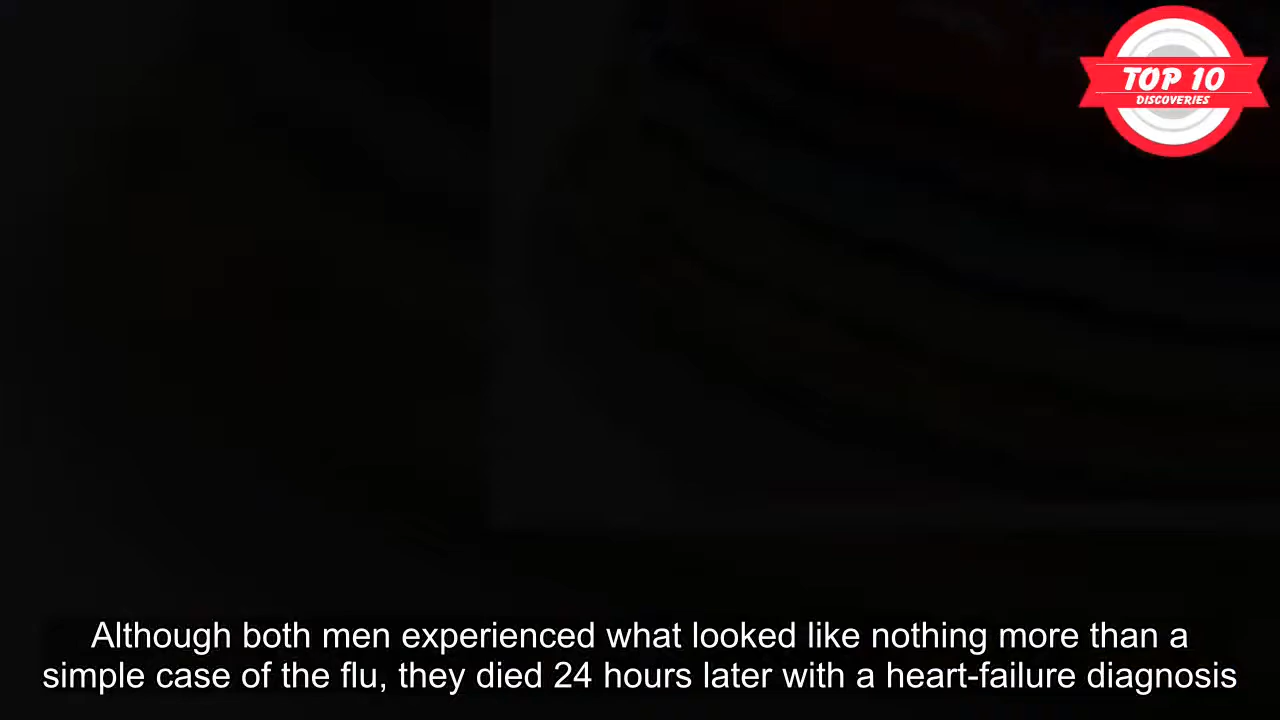 TOP 10
DISCOVERIES
Although both men experienced what looked like nothing more than a
simple case of the flu, they died 24 hours later with a heart-failure diagnosis